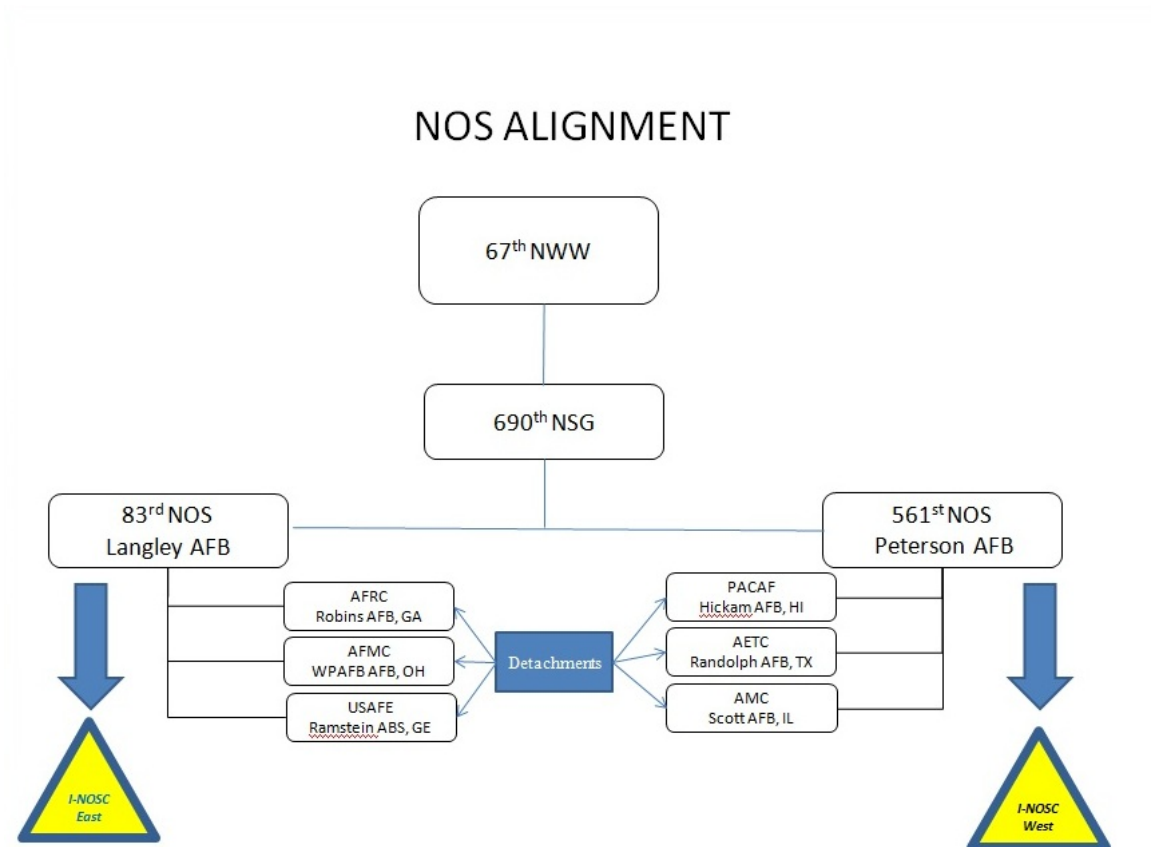 NOS ALIGNMENT
67th NWW
690th NSG
83rd NOS
Langley AFB
561st NOS
Peterson AFB
AFRC
Robins AFB, GA
AFMC
WPAFB AFB, OH
USAFE
Ramstein ABS, GE
Detachments
PACAF
Hickam AFB, HI
AETC
Randolph AFB, TX
AMC
Scott AFB, IL
I-NOSC
East
I-NOSC
West